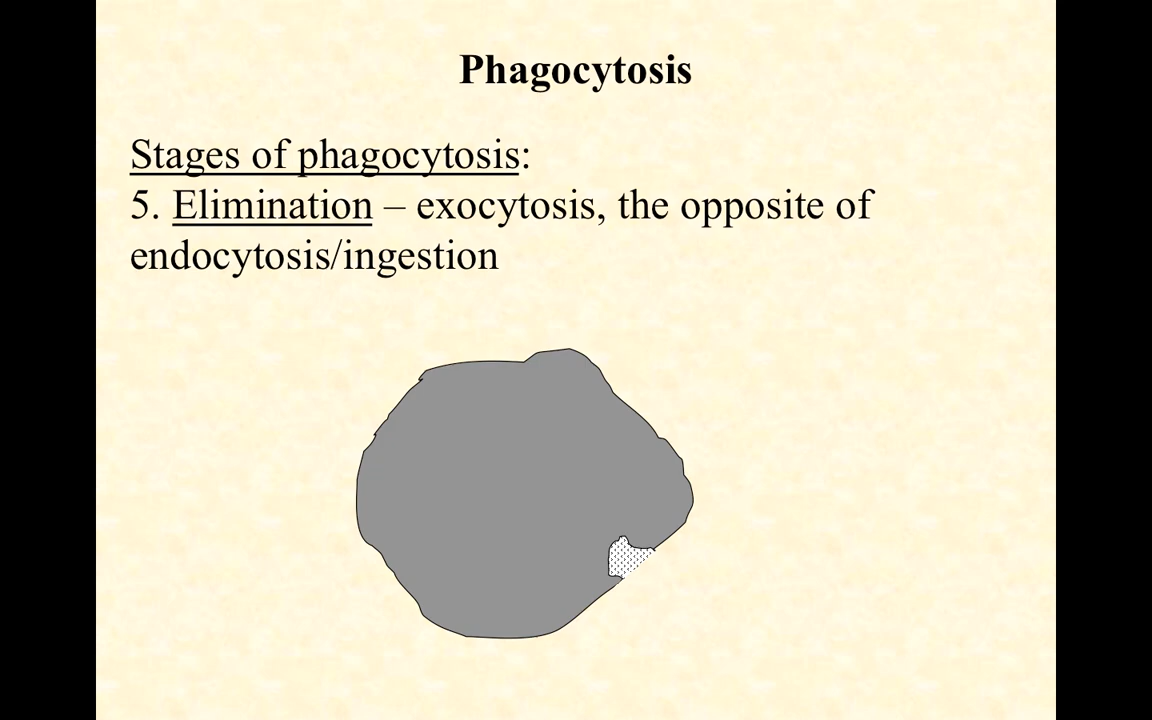 Phagocytosis
Stages of phagocytosis:
5. Elimination – exocytosis, the opposite of
endocytosis/ingestion